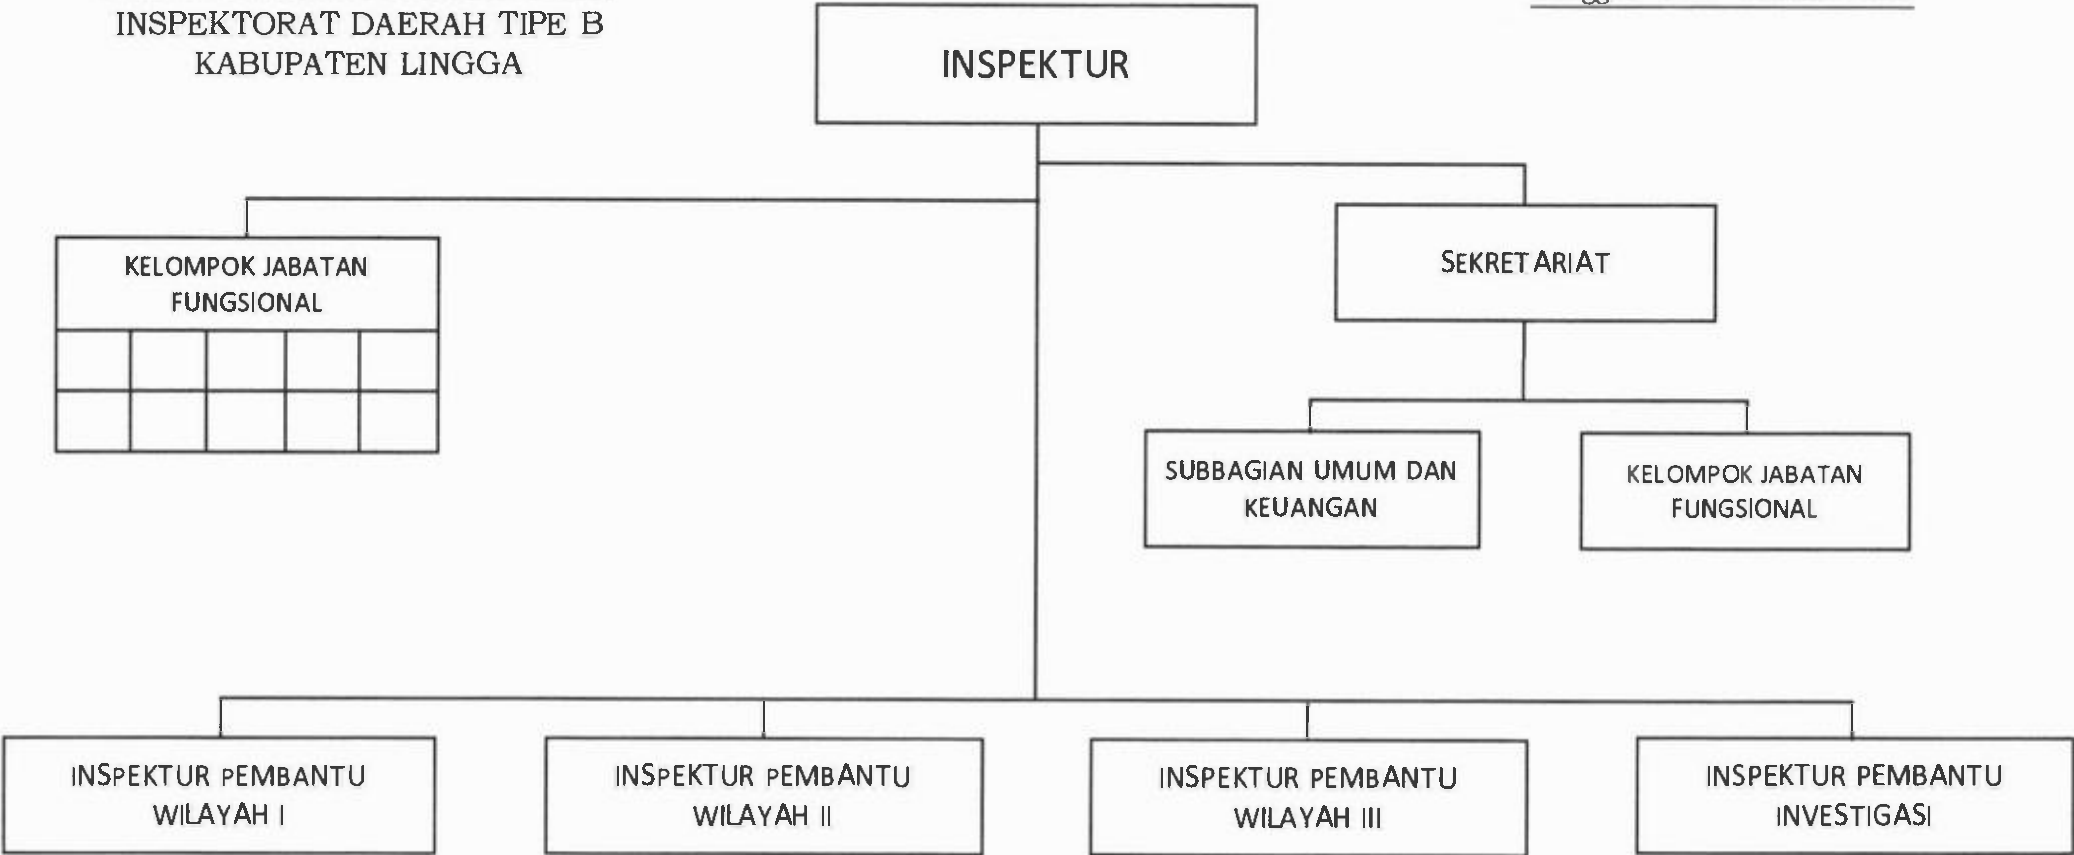 INSPEKTORAT DAERAH TIPE B
KABUPATEN LINGGA
INSPEKTUR
KELOMPOK JABATAN
FUNGSIONAL
SEKRETARIAT
SUBBAGIAN UMUM DAN
KEUANGAN
KELOMPOK JABATAN
FUNGSIONAL
INSPEKTUR PEMBANTU
WILAYAH I
INSPEKTUR PEMBANTU
WILAYAH II
INSPEKTUR PEMBANTU
WILAYAH III
INSPEKTUR PEMBANTU
INVESTIGASI